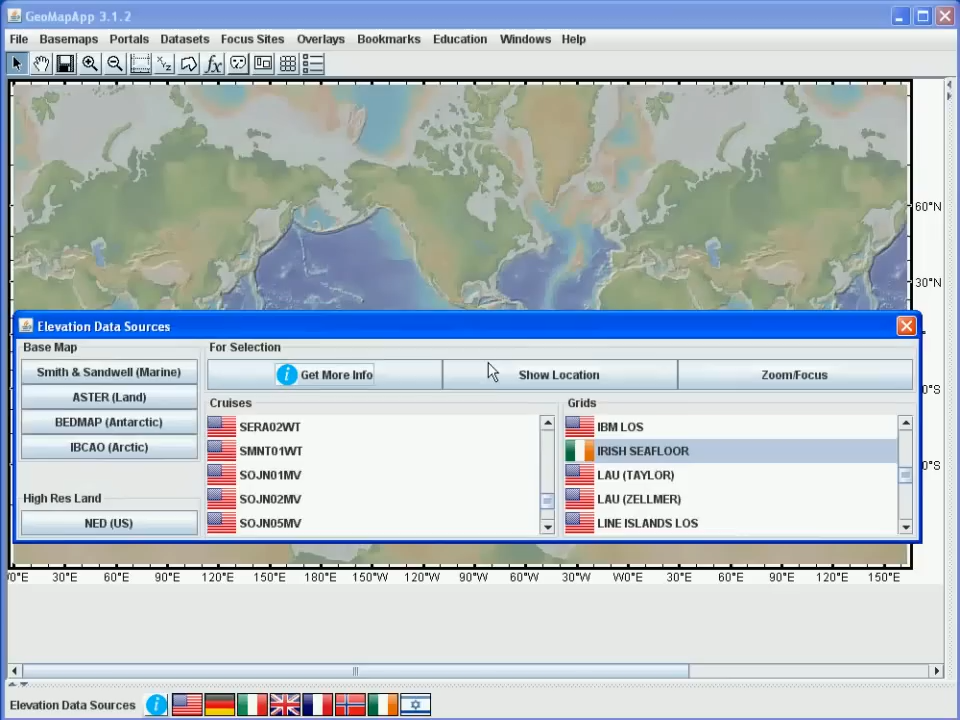 GeoMapApp 3.1.2
File Basemaps Portals Datasets Focus Sites Overlays Bookmarks Education Windows Help
60°N
30°N
Elevation Data Sources
Base Map
For Selection
Smith & Sandwell (Marine)
Get More Info
Show Location
Zoom/Focus
ASTER (Land)
Cruises
Grids
BEDMAP (Antarctic)
SERA02WT
IBM LOS
IBCAO (Arctic)
SMNT01WT
IRISH SEAFLOOR
SOJN01MV
LAU (TAYLOR)
High Res Land
SOJN02MV
LAU (ZELLMER)
NED (US)
SOJN05MV
LINE ISLANDS LOS
0°S
0°S
0°E 30°E 60°E 90°E 120°E 150°E 180°E 150°W 120°W 90°W 60°W 30°W W0°E 30°E 60°E 90°E 120°E 150°E
Elevation Data Sources